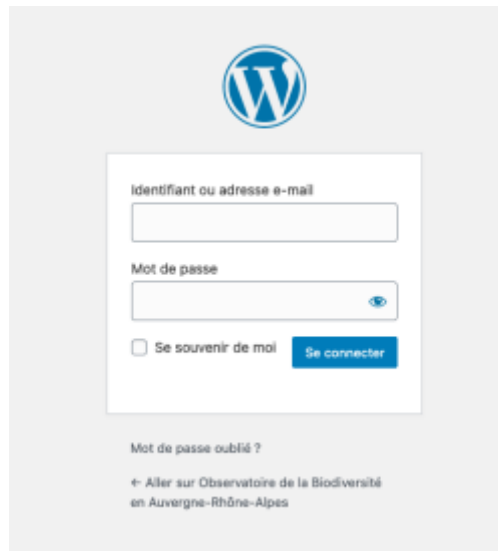 Identifiant ou adresse e-mail
Mot de passe
Se souvenir de moi
Se connecter
Mot de passe oublié ?
← Aller sur Observatoire de la Biodiversité
en Auvergne-Rhône-Alpes